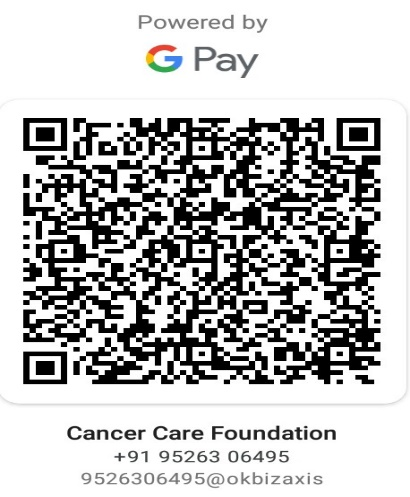 Powered by
G Pay
Cancer Care Foundation
+91 95263 06495
9526306495@okbizaxis